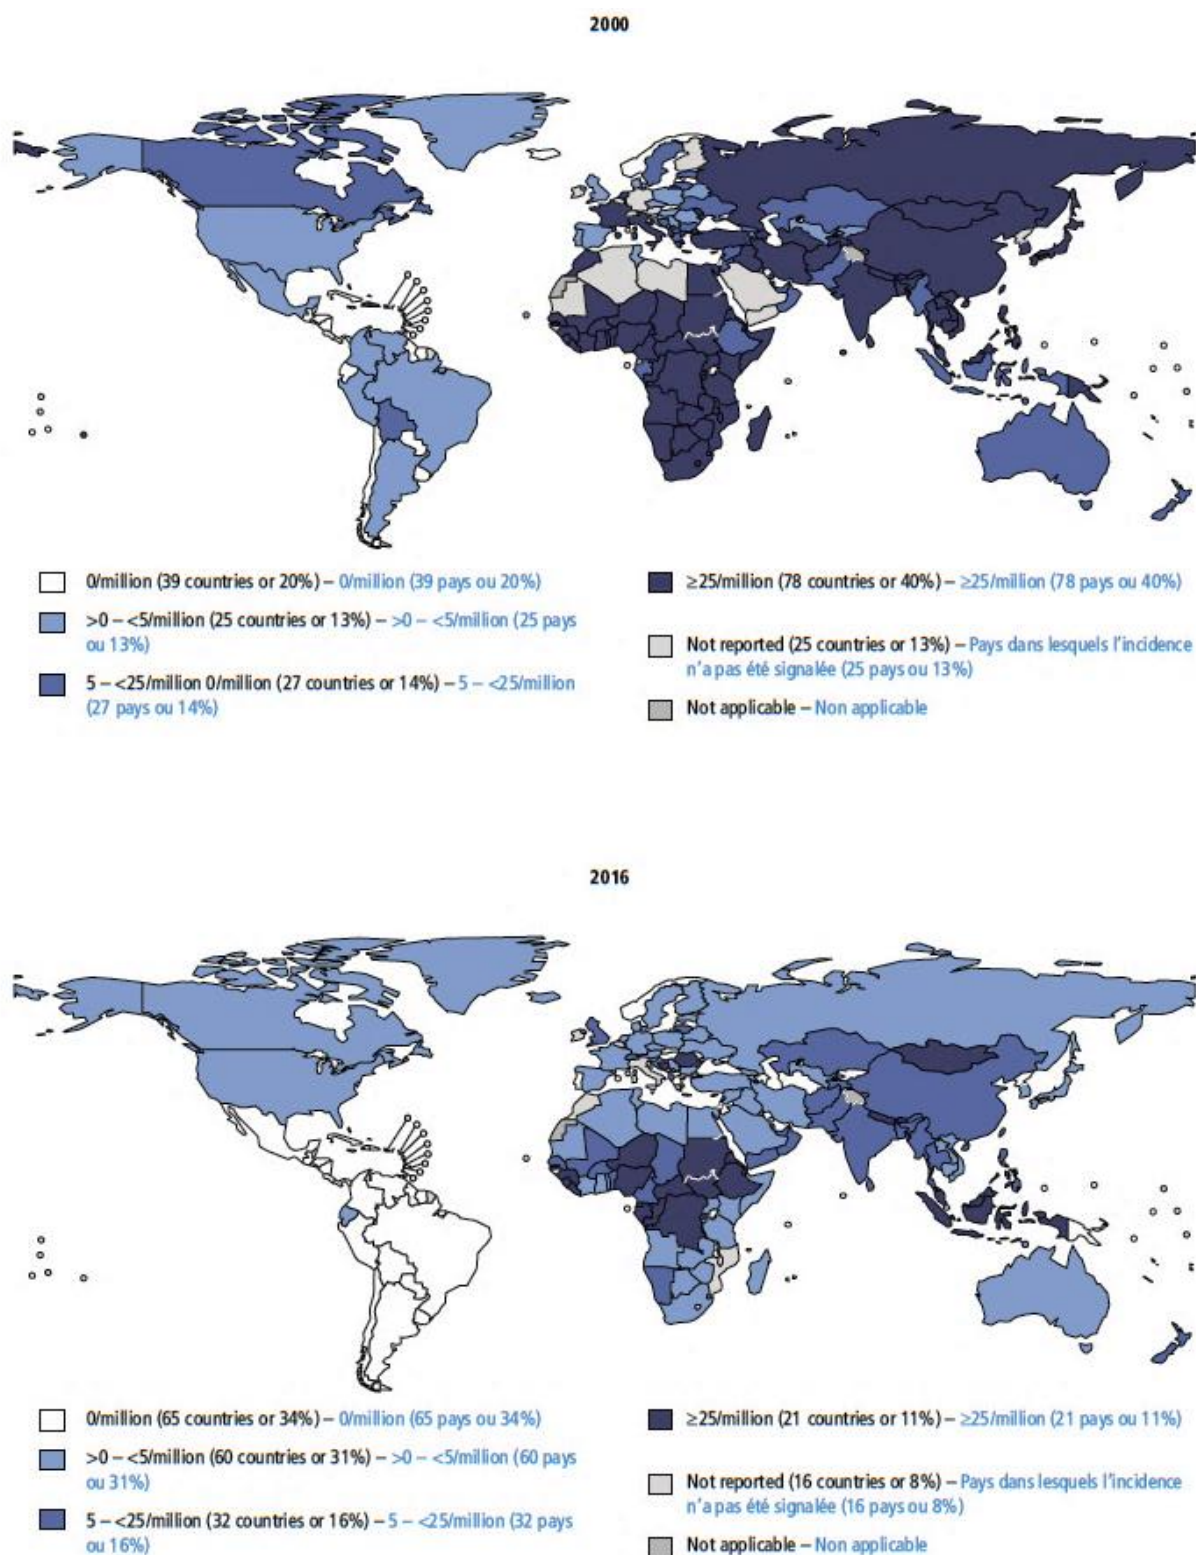 2000
0/million (39 countries or 20%) – 0/million (39 pays ou 20%)
>0 – <5/million (25 countries or 13%) – >0 – <5/million (25 pays
ou 13%)
5 – <25/million 0/million (27 countries or 14%) – 5 – <25/million
(27 pays ou 14%)
≥25/million (78 countries or 40%) – ≥25/million (78 pays ou 40%)
Not reported (25 countries or 13%) – Pays dans lesquels l'incidence
n'a pas été signalée (25 pays ou 13%)
Not applicable – Non applicable
2016
0/million (65 countries or 34%) – 0/million (65 pays ou 34%)
>0 – <5/million (60 countries or 31%) – >0 – <5/million (60 pays
ou 31%)
5 – <25/million (32 countries or 16%) – 5 – <25/million (32 pays
ou 16%)
≥25/million (21 countries or 11%) – ≥25/million (21 pays ou 11%)
Not reported (16 countries or 8%) – Pays dans lesquels l'incidence
n'a pas été signalée (16 pays ou 8%)
Not applicable – Non applicable